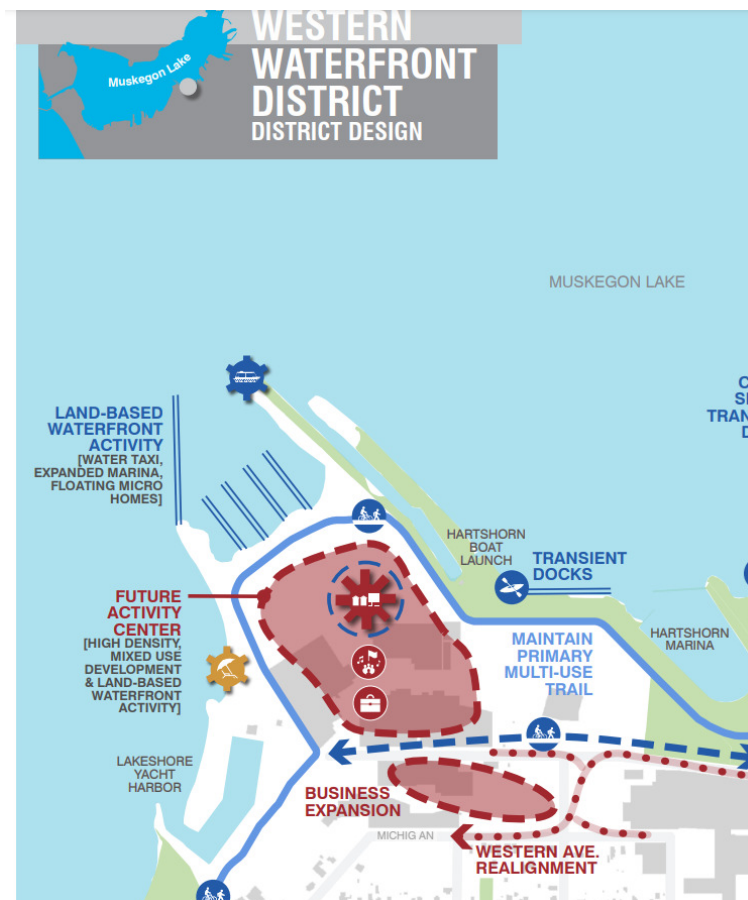 WESTERN
WATERFRONT
DISTRICT
DISTRICT DESIGN
Muskegon Lake
MUSKEGON LAKE
LAND-BASED
WATERFRONT
ACTIVITY
[WATER TAXI,
EXPANDED MARINA,
FLOATING MICRO
HOMES]
HARTSHORN
BOAT
LAUNCH
TRANSIENT
DOCKS
FUTURE
ACTIVITY
CENTER
[HIGH DENSITY,
MIXED USE
DEVELOPMENT
& LAND-BASED
WATERFRONT
ACTIVITY]
MAINTAIN
PRIMARY
MULTI-USE
TRAIL
HARTSHORN
MARINA
LAKESHORE
YACHT
HARBOR
BUSINESS
EXPANSION
MICHIG AN
WESTERN AVE.
REALIGNMENT